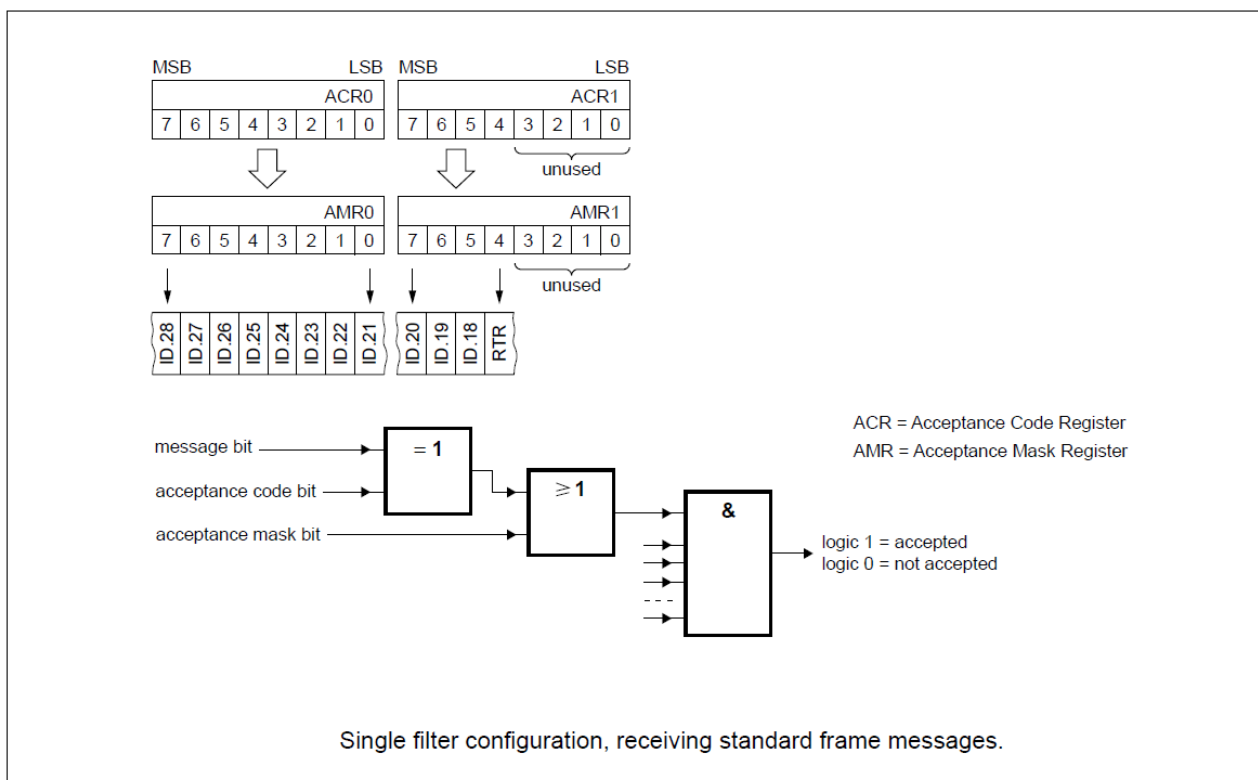 MSB LSB MSB LSB
ACR0 ACR1
7 6 5 4 3 2 1 0 7 6 5 4 3 2 1 0
unused
AMR0 AMR1
7 6 5 4 3 2 1 0 7 6 5 4 3 2 1 0
unused
ID.28 ID.27 ID.26 ID.25 ID.24 ID.23 ID.22 ID.21 ID.20 ID.19 ID.18 RTR
ACR = Acceptance Code Register
AMR = Acceptance Mask Register
message bit
= 1
acceptance code bit
≥ 1
acceptance mask bit
&
logic 1 = accepted
logic 0 = not accepted
Single filter configuration, receiving standard frame messages.